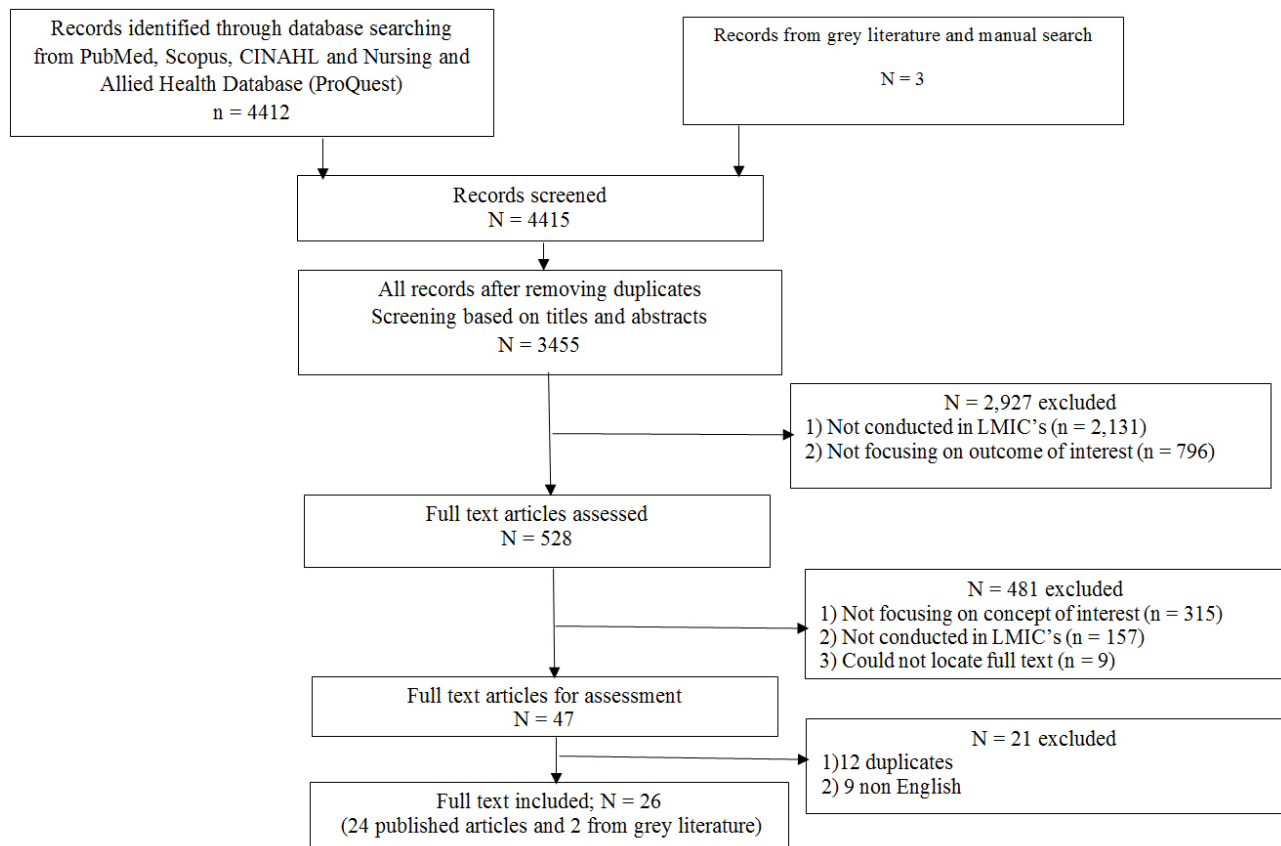 Records identified through database searching
from PubMed, Scopus, CINAHL and Nursing and
Allied Health Database (ProQuest)
n = 4412
Records from grey literature and manual search
N = 3
Records screened
N = 4415
All records after removing duplicates
Screening based on titles and abstracts
N = 3455
N = 2,927 excluded
1) Not conducted in LMIC’s (n = 2,131)
2) Not focusing on outcome of interest (n = 796)
Full text articles assessed
N = 528
N = 481 excluded
1) Not focusing on concept of interest (n = 315)
2) Not conducted in LMIC’s (n = 157)
3) Could not locate full text (n = 9)
Full text articles for assessment
N = 47
N = 21 excluded
1)12 duplicates
2) 9 non English
Full text included; N = 26
(24 published articles and 2 from grey literature)